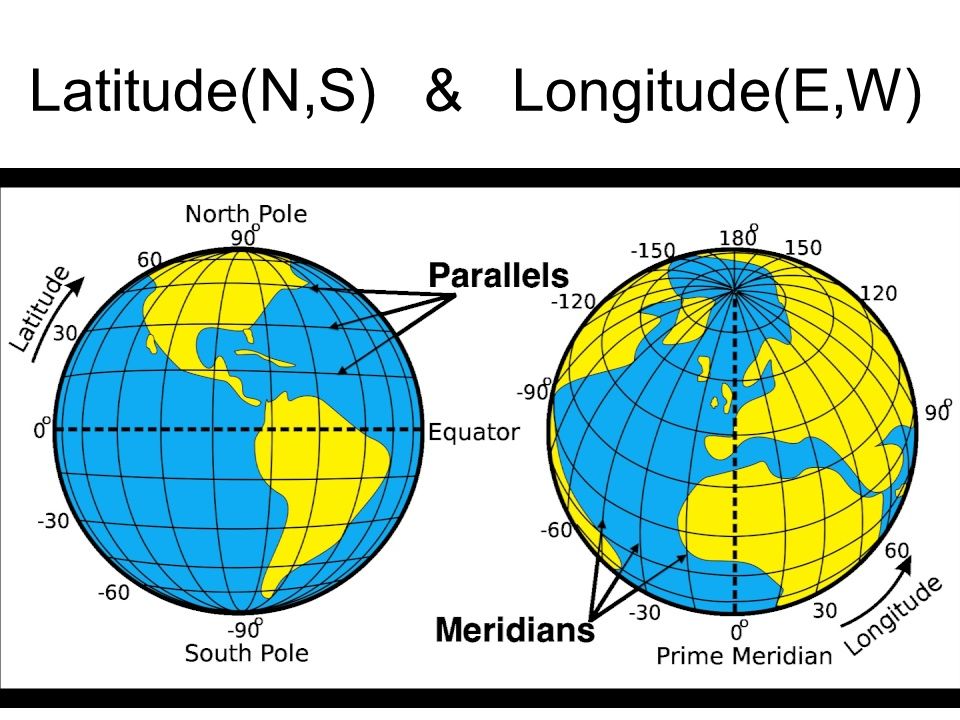 Latitude(N,S) & Longitude(E,W)
North Pole
90°
60
Latitude
30
0°
Equator
-30
-60
-90°
South Pole
Parallels
Meridians
180°
-150
150
-120
120
-90°
90°
-60
60
-30
30
0°
Longitude
Prime Meridian